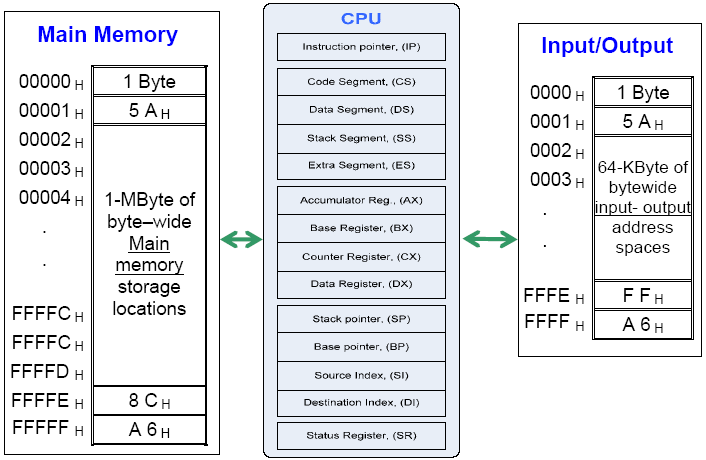 Main Memory
00000 H 1 Byte
00001 H 5 A H
00002 H
00003 H
00004 H
1-MByte of
byte–wide
Main
memory
storage
locations
.
.
FFFFC H
FFFFC H
FFFFD H
FFFFE H 8 C H
FFFFF H A 6 H
CPU
Instruction pointer, (IP)
Code Segment, (CS)
Data Segment, (DS)
Stack Segment, (SS)
Extra Segment, (ES)
Accumulator Reg., (AX)
Base Register, (BX)
Counter Register, (CX)
Data Register, (DX)
Stack pointer, (SP)
Base pointer, (BP)
Source Index, (SI)
Destination Index, (DI)
Status Register, (SR)
Input/Output
0000 H 1 Byte
0001 H 5 A H
0002 H
0003 H
.
.
64-KByte of
bytewide
input- output
address
spaces
FFFE H F F H
FFFF H A 6 H